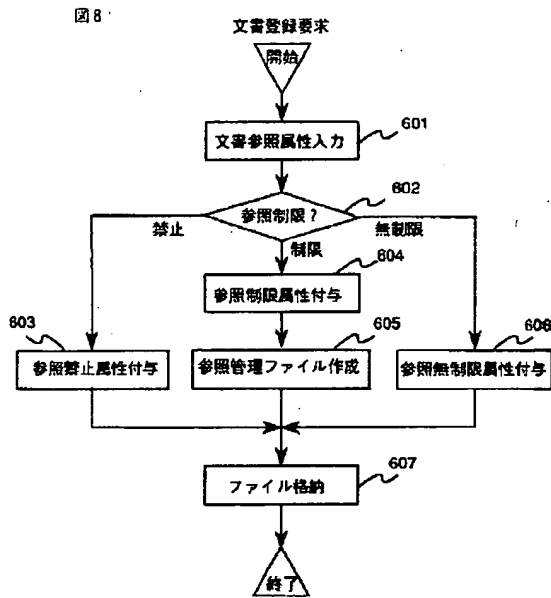 図8
文書登録要求
開始
文書参照属性入力
601
参照制限?
602
禁止
制限
無制限
参照制限属性付与
604
603
参照禁止属性付与
参照管理ファイル作成
605
参照無制限属性付与
606
ファイル格納
607
終了